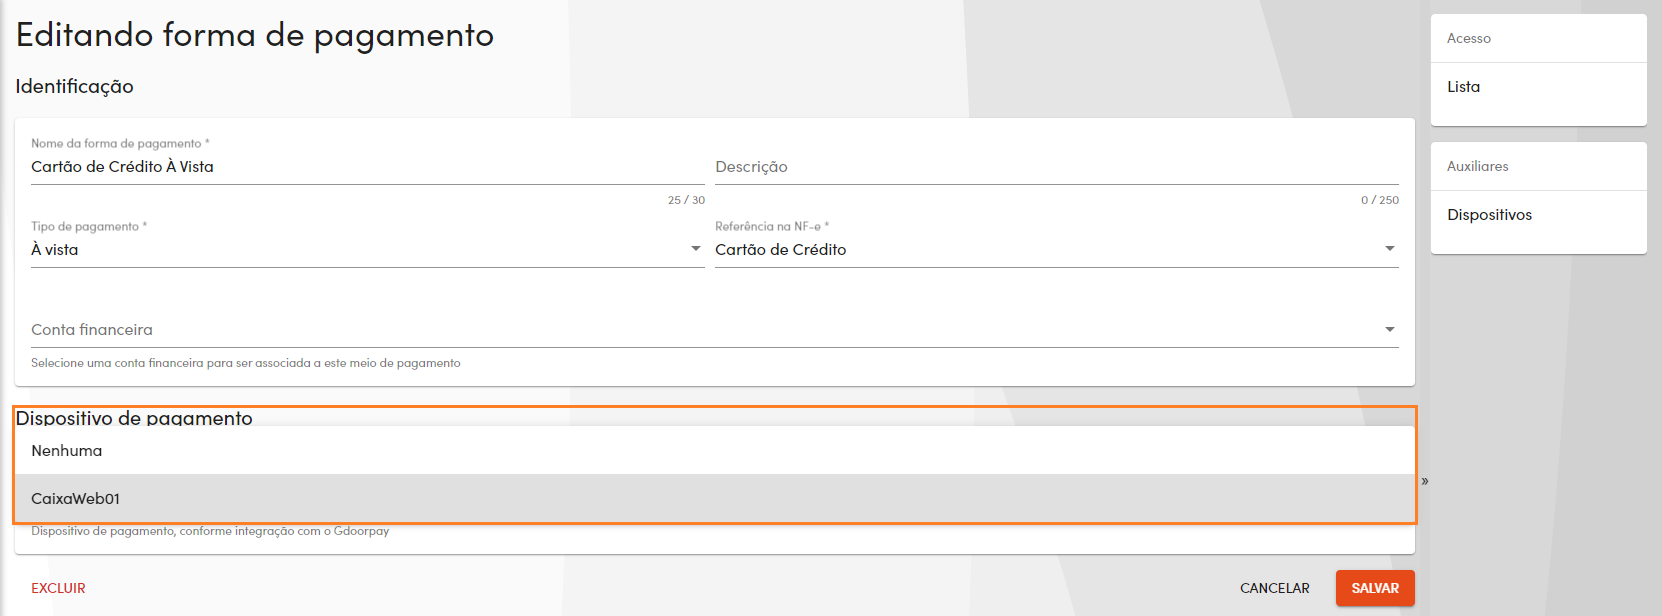 Editando forma de pagamento
Identificação
Nome da forma de pagamento *
Cartão de Crédito À Vista
25 / 30
Descrição
0 / 250
Tipo de pagamento *
À vista
Referência na NF-e *
Cartão de Crédito
Conta financeira
Selecione uma conta financeira para ser associada a este meio de pagamento
Dispositivo de pagamento
Nenhuma
CaixaWeb01
Dispositivo de pagamento, conforme integração com o Gdoorpay
EXCLUIR
CANCELAR
SALVAR
»
Acesso
Lista
Auxiliares
Dispositivos